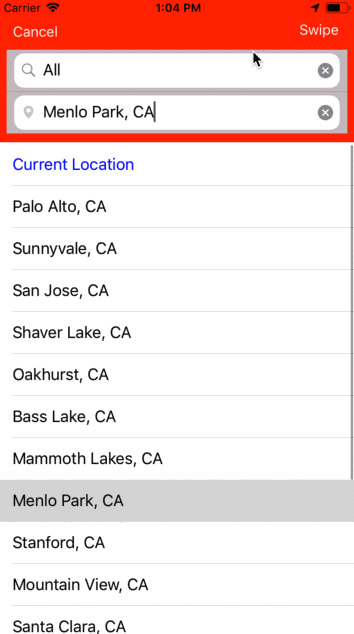 Carrier 1:04 PM
Cancel Swipe
All
Menlo Park, CA
Current Location
Palo Alto, CA
Sunnyvale, CA
San Jose, CA
Shaver Lake, CA
Oakhurst, CA
Bass Lake, CA
Mammoth Lakes, CA
Menlo Park, CA
Stanford, CA
Mountain View, CA
Santa Clara, CA